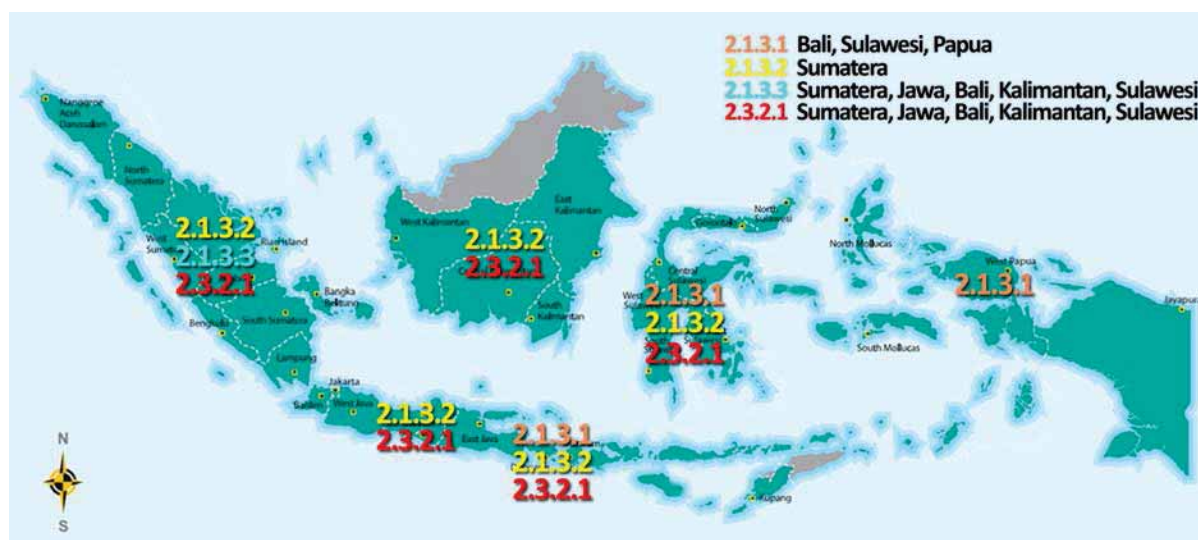 2.1.3.1 Bali, Sulawesi, Papua
2.1.3.2 Sumatera
2.1.3.3 Sumatera, Jawa, Bali, Kalimantan, Sulawesi
2.3.2.1 Sumatera, Jawa, Bali, Kalimantan, Sulawesi
Darussalam
North
Sumatera
West
2.1.3.2
2.1.3.3
2.3.2.1
Riau Island
Bangka
Belitung
Bengkulu
South Sumatera
Lampung
West Kalimantan
East
Kalimantan
2.1.3.2
2.3.2.1
South
Kalimantan
Gorontalo
North
Sulawesi
Central
West
2.1.3.1
2.1.3.2
2.3.2.1
South
North Mollucas
South Mollucas
West Papua
2.1.3.1
Jayapura
Jakarta
Banten
West Java
2.1.3.2
2.3.2.1
East Java
2.1.3.1
2.1.3.2
2.3.2.1
Kupang
N
S